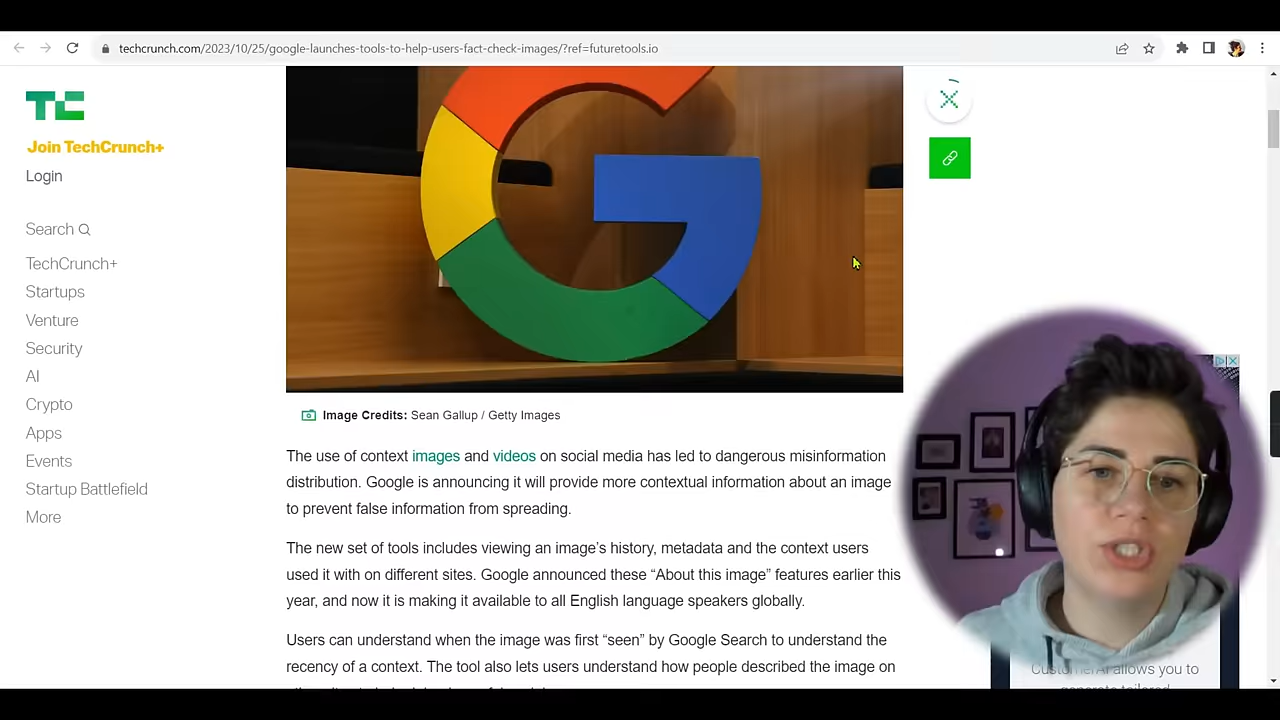 techcrunch.com/2023/10/25/google-launches-tools-to-help-users-fact-check-images/?ref=futuretools.io
TC
Join TechCrunch+
Login
Search
TechCrunch+
Startups
Venture
Security
AI
Crypto
Apps
Events
Startup Battlefield
More
Image Credits: Sean Gallup / Getty Images
The use of context images and videos on social media has led to dangerous misinformation
distribution. Google is announcing it will provide more contextual information about an image
to prevent false information from spreading.
The new set of tools includes viewing an image's history, metadata and the context users
used it with on different sites. Google announced these “About this image” features earlier this
year, and now it is making it available to all English language speakers globally.
Users can understand when the image was first “seen” by Google Search to understand the
recency of a context. The tool also lets users understand how people described the image on
CustomerAI allows you to